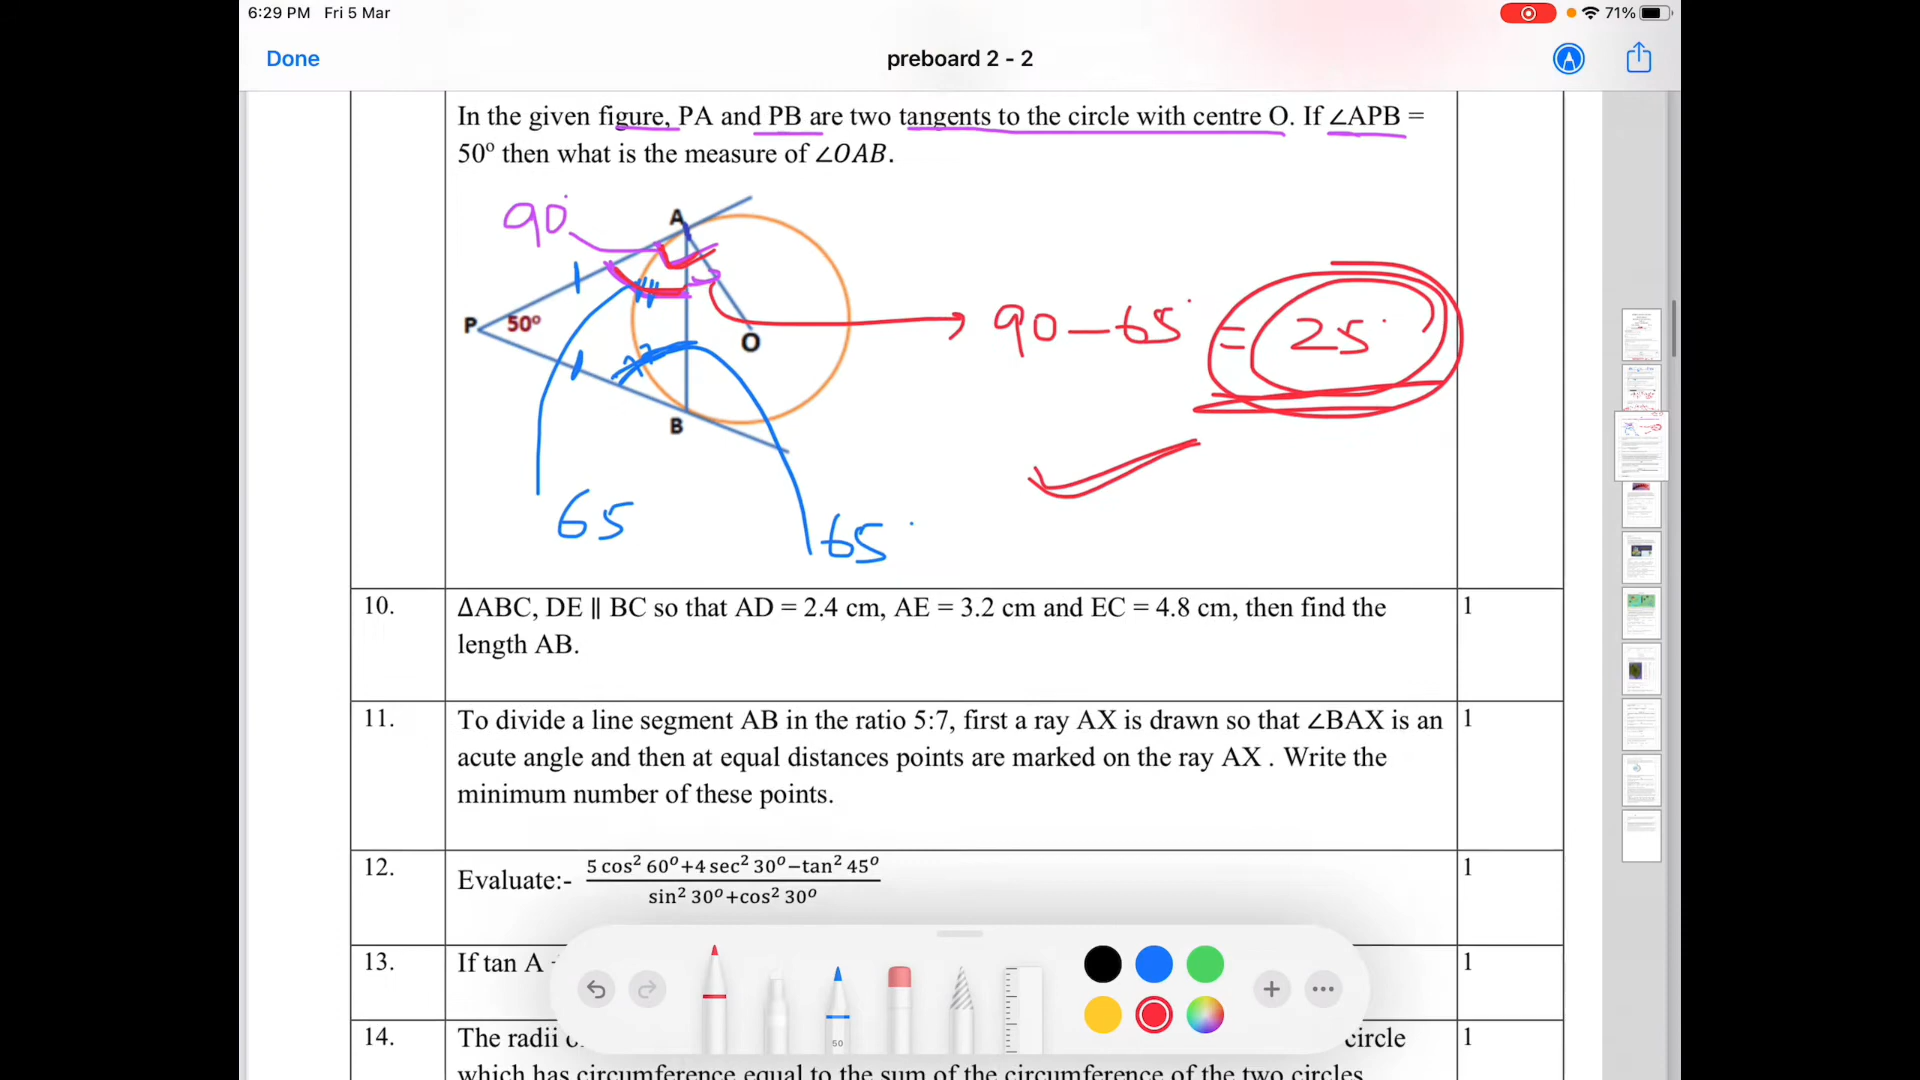 6:29 PM Fri 5 Mar 71%
Done preboard 2 - 2
In the given figure, PA and PB are two tangents to the circle with centre O. If ∠APB =
50º then what is the measure of ∠OAB.
90
A
P 50º
O
90 – 65 = 25
B
65
65
10. ΔABC, DE ∥ BC so that AD = 2.4 cm, AE = 3.2 cm and EC = 4.8 cm, then find the 1
length AB.
11. To divide a line segment AB in the ratio 5:7, first a ray AX is drawn so that ∠BAX is an 1
acute angle and then at equal distances points are marked on the ray AX . Write the
minimum number of these points.
12. Evaluate:- (5 cos² 60º+4 sec² 30º−tan² 45º)/(sin² 30º+cos² 30º) 1
13. If tan A 1
50
14. The radii circle 1
which has circumference equal to the sum of the circumference of the two circles